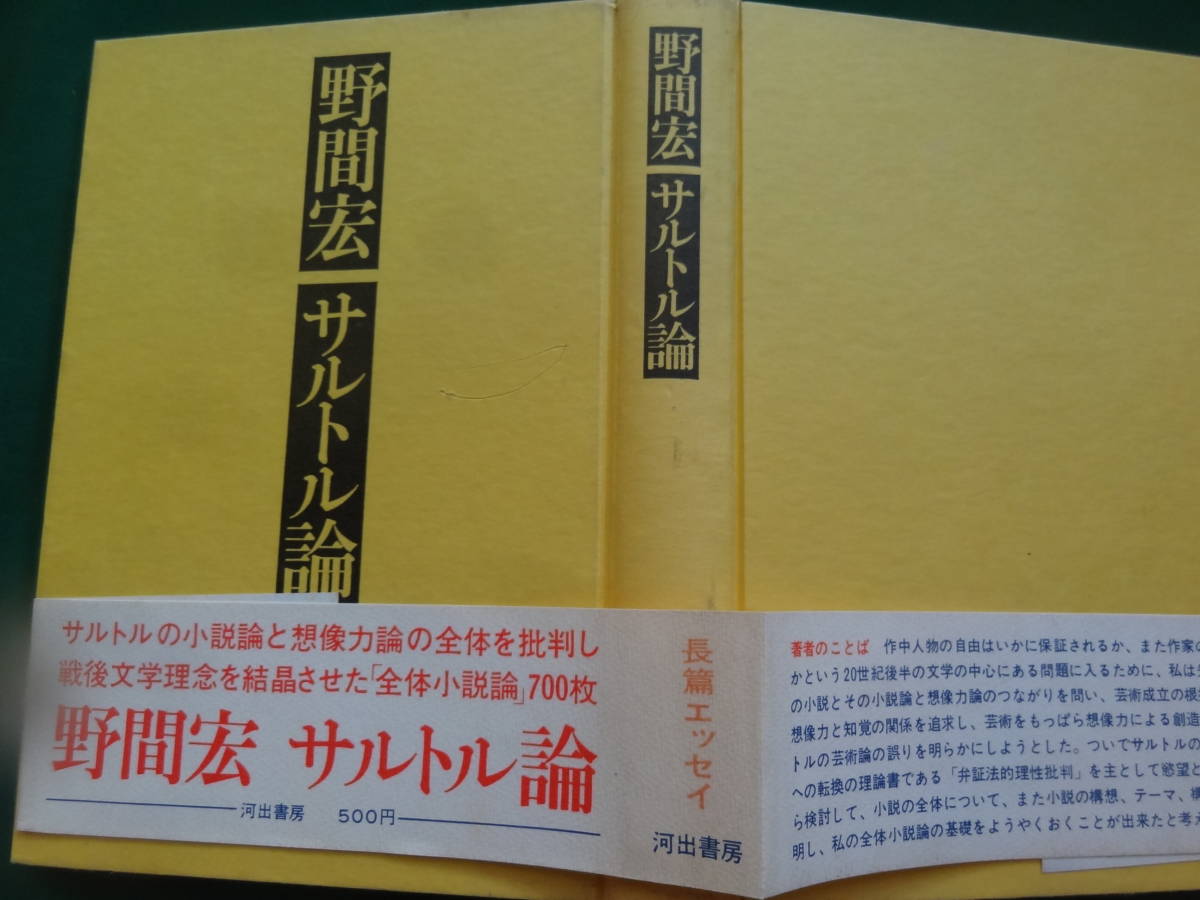 野間宏
サルトル論
サルトルの小説論と想像力論の全体を批判し
戦後文学理念を結晶させた「全体小説論」700枚
野間宏 サルトル論
河出書房 500円
野間宏
サルトル論
長篇エッセイ
河出書房
著者のことば 作中人物の自由はいかに保証されるか、また作家の
かという20世紀後半の文学の中心にある問題に入るために、私は
の小説とその小説論と想像力論のつながりを問い、芸術成立の根
想像力と知覚の関係を追求し、芸術をもっぱら想像力による創造
トルの芸術論の誤りを明らかにしようとした。ついでサルトルの
への転換の理論書である「弁証法的理性批判」を主として慾望と
ら検討して、小説の全体について、また小説の構想、テーマ、構
明し、私の全体小説論の基礎をようやくおくことが出来たと考